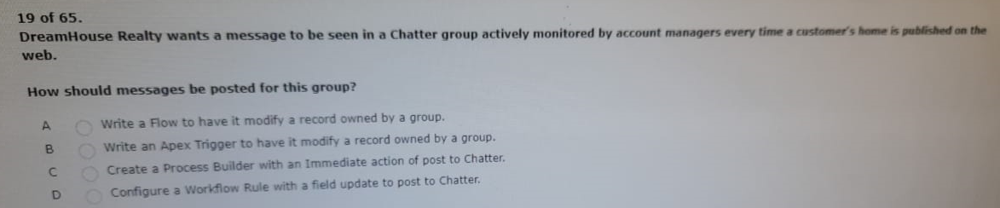 19 of 65.
DreamHouse Realty wants a message to be seen in a Chatter group actively monitored by account managers every time a customer's home is published on the
web.
How should messages be posted for this group?
A Write a Flow to have it modify a record owned by a group.
B Write an Apex Trigger to have it modify a record owned by a group.
C Create a Process Builder with an Immediate action of post to Chatter.
D Configure a Workflow Rule with a field update to post to Chatter.